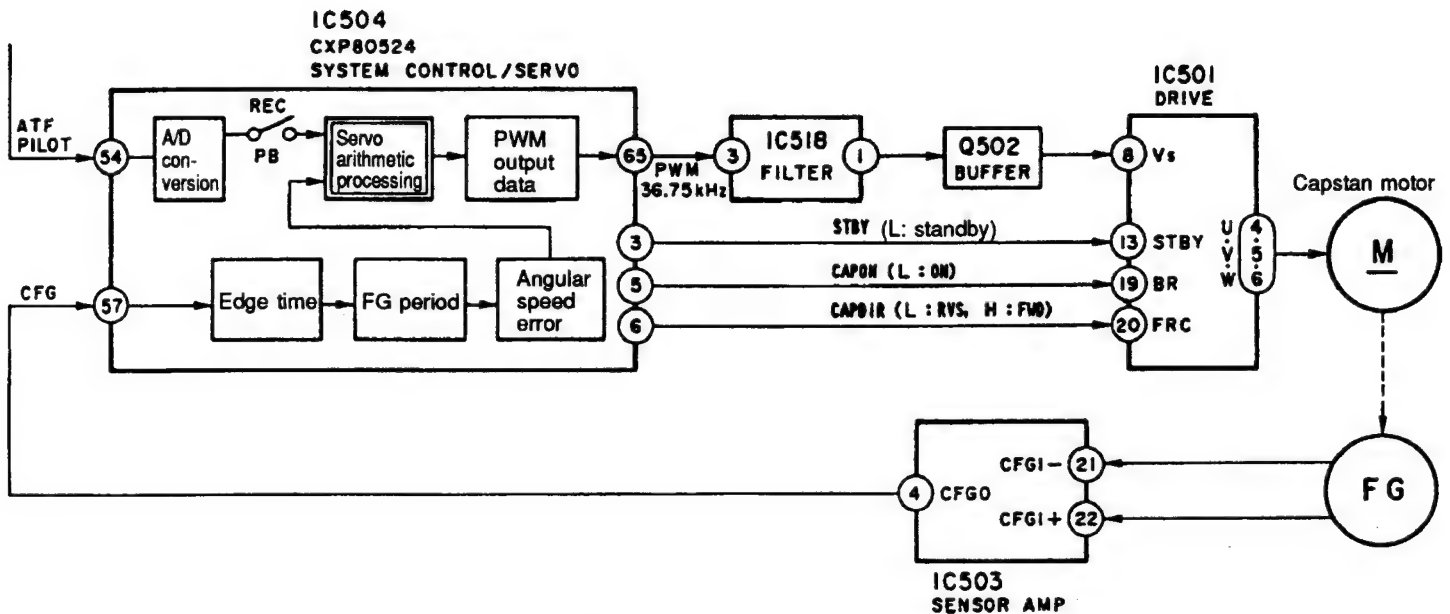 IC504
CXP80524
SYSTEM CONTROL/SERVO
ATF
PILOT
54
A/D
con-
version
REC
PB
Servo
arithmetic
processing
PWM
output
data
65
PWM
36.75kHz
3
IC518
FILTER
1
Q502
BUFFER
IC501
DRIVE
8
Vs
Capstan motor
M
3
STBY (L: standby)
13
STBY
U·V·W
4·5·6
5
CAPON (L : ON)
19
BR
6
CAPDIR (L : RVS, H : FWD)
20
FRC
CFG
57
Edge time
FG period
Angular
speed
error
4
CFGO
CFGI-
21
CFGI+
22
FG
IC503
SENSOR AMP